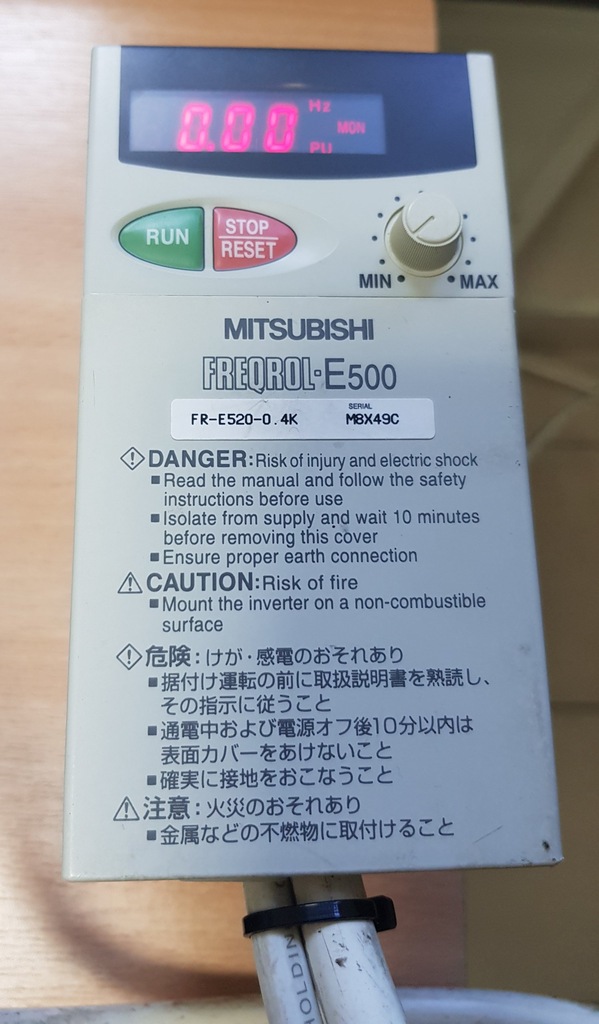 0.00
Hz
MON
PU
RUN
STOP
RESET
MIN
MAX
MITSUBISHI
FREQROL-E500
SERIAL
FR-E520-0.4K M8X49C
DANGER: Risk of injury and electric shock
■Read the manual and follow the safety
instructions before use
■Isolate from supply and wait 10 minutes
before removing this cover
■Ensure proper earth connection
CAUTION: Risk of fire
■Mount the inverter on a non-combustible
surface
危険：けが・感電のおそれあり
■据付け運転の前に取扱説明書を熟読し、
その指示に従うこと
■通電中および電源オフ後10分以内は
表面カバーをあけないこと
■確実に接地をおこなうこと
注意：火災のおそれあり
■金属などの不燃物に取付けること
HOLDIN